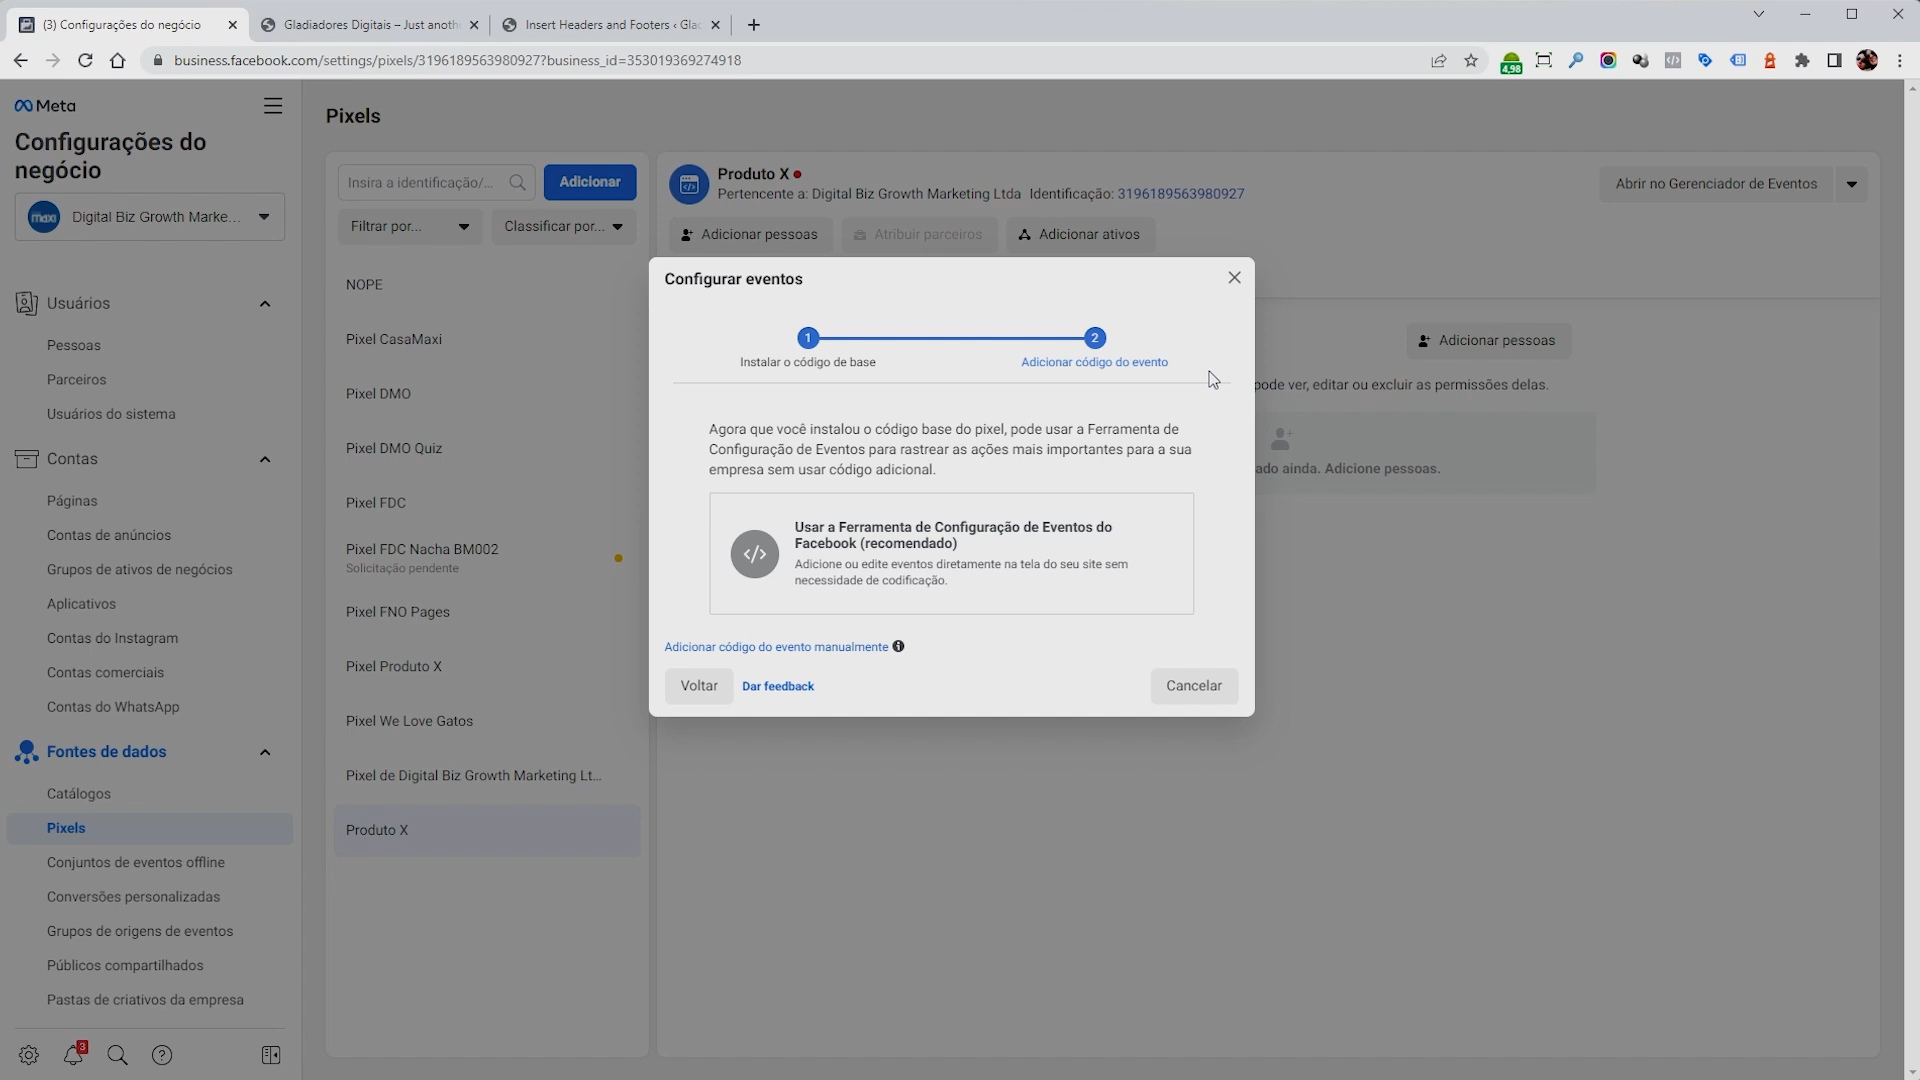 (3) Configurações do negócio
Gladiadores Digitais – Just anoth
Insert Headers and Footers ‹ Gla
business.facebook.com/settings/pixels/3196189563980927?business_id=353019369274918
4,98
Meta
Configurações do
negócio
Digital Biz Growth Marke...
Usuários
Pessoas
Parceiros
Usuários do sistema
Contas
Páginas
Contas de anúncios
Grupos de ativos de negócios
Aplicativos
Contas do Instagram
Contas comerciais
Contas do WhatsApp
Fontes de dados
Catálogos
Pixels
Conjuntos de eventos offline
Conversões personalizadas
Grupos de origens de eventos
Públicos compartilhados
Pastas de criativos da empresa
3
Pixels
Insira a identificação/...
Adicionar
Filtrar por...
Classificar por...
NOPE
Pixel CasaMaxi
Pixel DMO
Pixel DMO Quiz
Pixel FDC
Pixel FDC Nacha BM002
Solicitação pendente
Pixel FNO Pages
Pixel Produto X
Pixel We Love Gatos
Pixel de Digital Biz Growth Marketing Lt...
Produto X
Produto X
Pertencente a: Digital Biz Growth Marketing Ltda Identificação: 3196189563980927
Abrir no Gerenciador de Eventos
Adicionar pessoas
Atribuir parceiros
Adicionar ativos
Adicionar pessoas
pode ver, editar ou excluir as permissões delas.
ado ainda. Adicione pessoas.
Configurar eventos
1
2
Instalar o código de base
Adicionar código do evento
Agora que você instalou o código base do pixel, pode usar a Ferramenta de
Configuração de Eventos para rastrear as ações mais importantes para a sua
empresa sem usar código adicional.
Usar a Ferramenta de Configuração de Eventos do
Facebook (recomendado)
Adicione ou edite eventos diretamente na tela do seu site sem
necessidade de codificação.
Adicionar código do evento manualmente
Voltar
Dar feedback
Cancelar